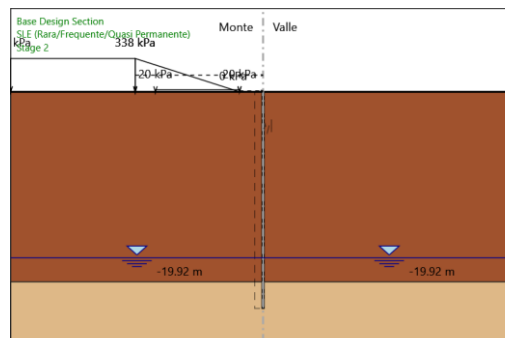 Base Design Section
SLE (Rara/Frequente/Quasi Permanente)
Stage 2
Monte
Valle
kPa
338 kPa
20 kPa
20 kPa
-19.92 m
-19.92 m